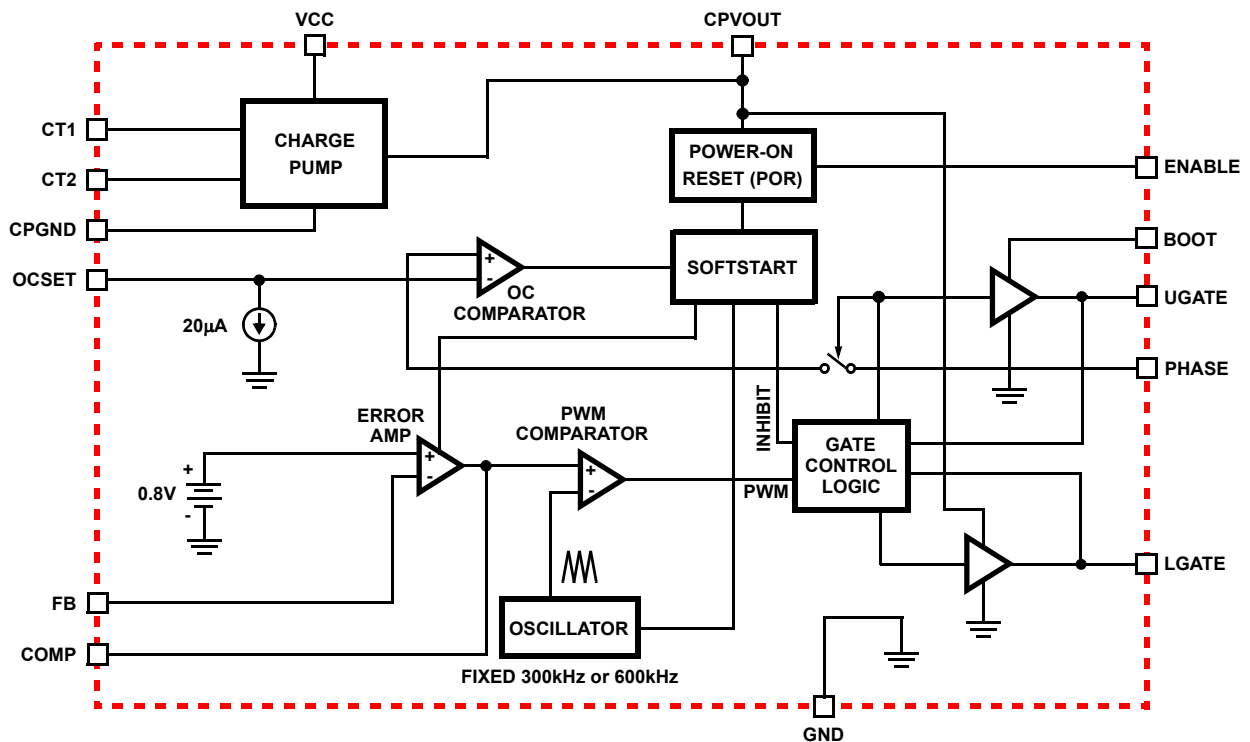 VCC
CPVOUT
CT1
CHARGE
PUMP
CT2
POWER-ON
RESET (POR)
ENABLE
CPGND
BOOT
OCSET
+
-
OC
COMPARATOR
SOFTSTART
UGATE
20μA
PHASE
INHIBIT
ERROR
AMP
+
-
PWM
COMPARATOR
+
-
GATE
CONTROL
LOGIC
PWM
+
0.8V
-
LGATE
FB
OSCILLATOR
COMP
FIXED 300kHz or 600kHz
GND